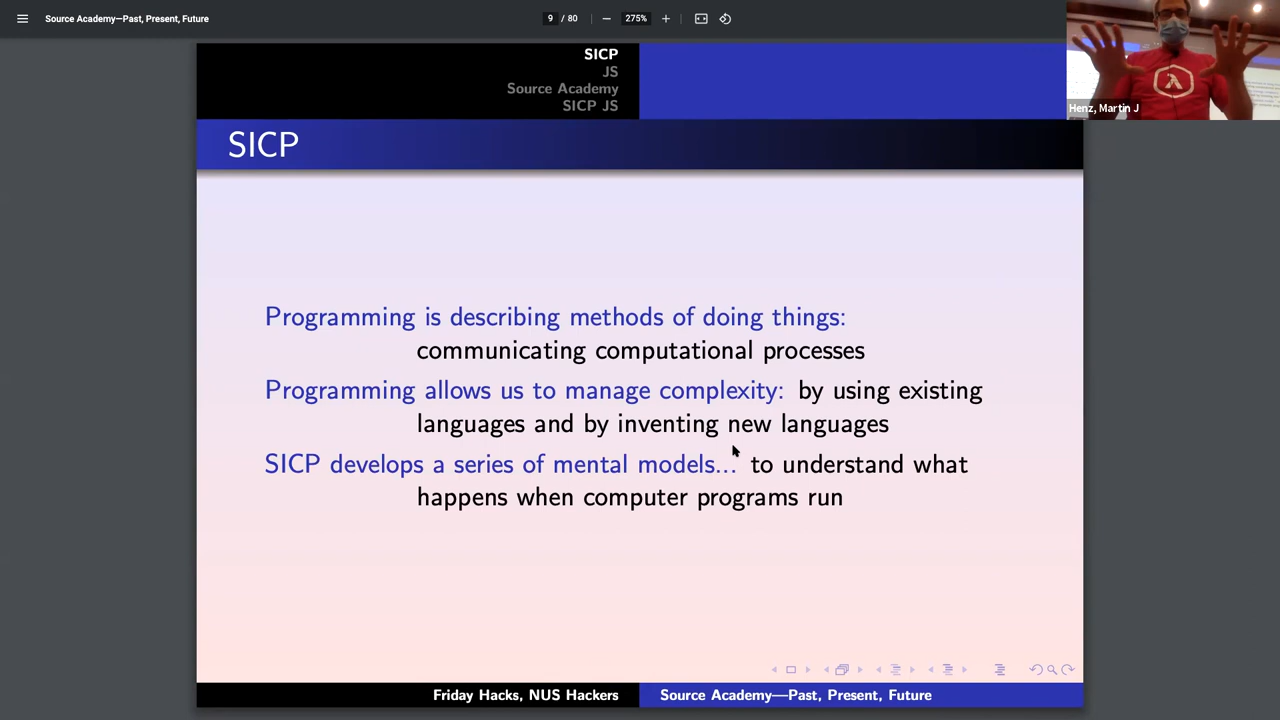 Source Academy—Past, Present, Future
9 / 80
275%
Henz, Martin J
λ
SICP
JS
Source Academy
SICP JS
SICP
Programming is describing methods of doing things:
communicating computational processes
Programming allows us to manage complexity: by using existing
languages and by inventing new languages
SICP develops a series of mental models... to understand what
happens when computer programs run
Friday Hacks, NUS Hackers
Source Academy—Past, Present, Future